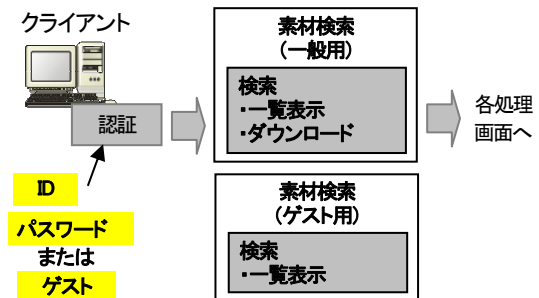 クライアント
認証
ID
パスワード
または
ゲスト
素材検索
（一般用）
検索
・一覧表示
・ダウンロード
各処理
画面へ
素材検索
（ゲスト用）
検索
・一覧表示